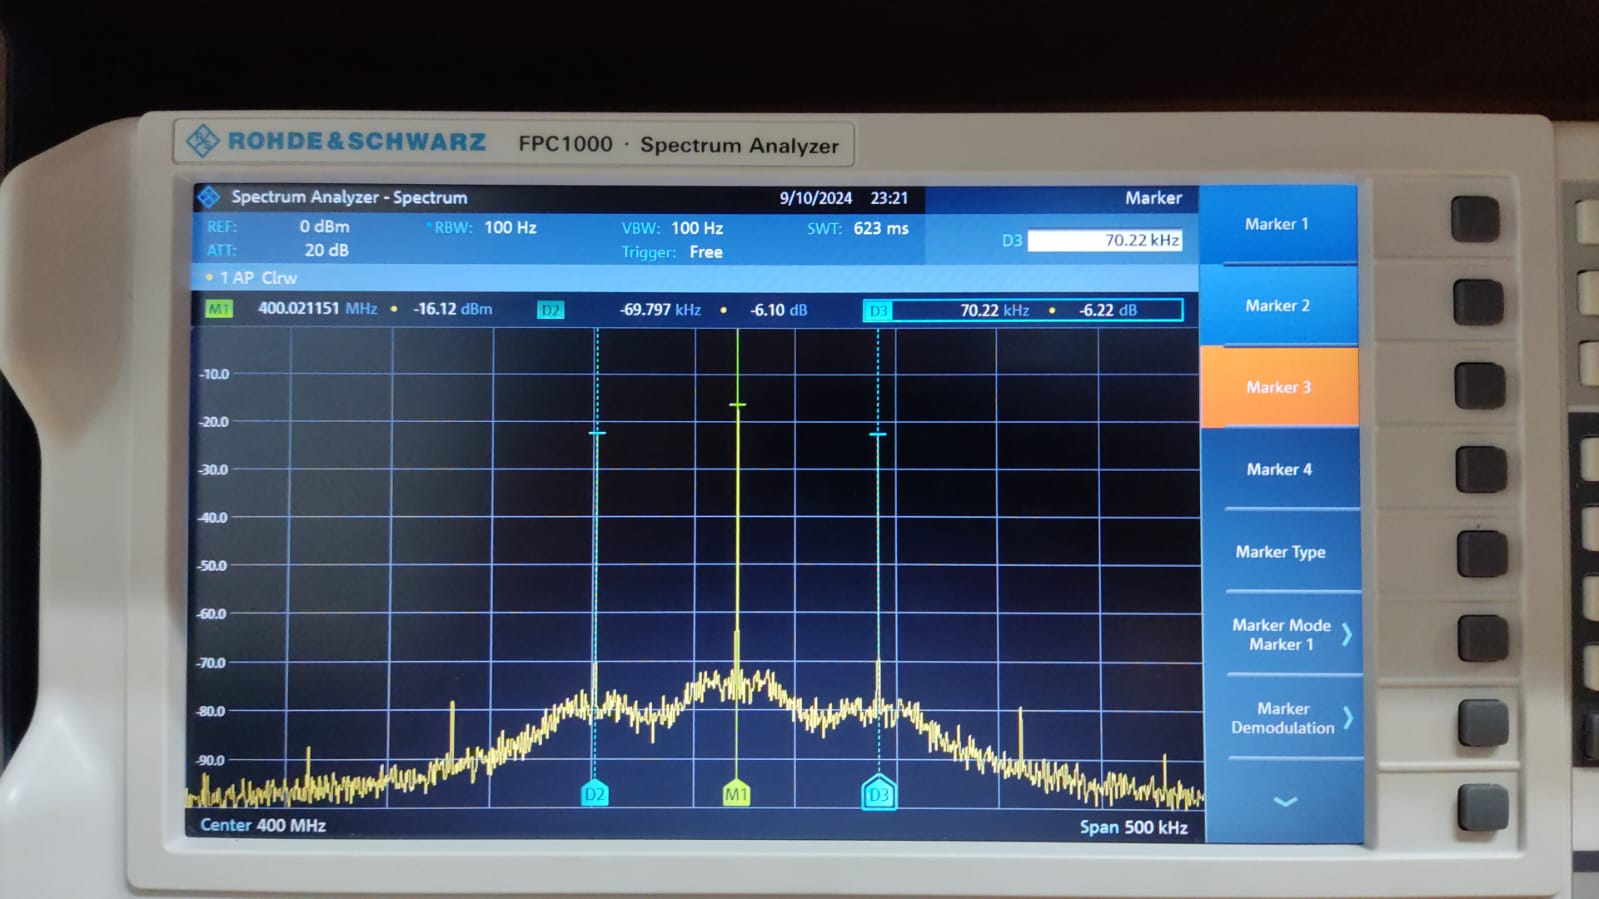 ROHDE&SCHWARZ FPC1000 · Spectrum Analyzer
Spectrum Analyzer - Spectrum 9/10/2024 23:21 Marker
REF: 0 dBm *RBW: 100 Hz VBW: 100 Hz SWT: 623 ms
ATT: 20 dB Trigger: Free
D3 70.22 kHz
• 1 AP Clrw
M1 400.021151 MHz • -16.12 dBm D2 -69.797 kHz • -6.10 dB D3 70.22 kHz • -6.22 dB
-10.0
-20.0
-30.0
-40.0
-50.0
-60.0
-70.0
-80.0
-90.0
D2 M1 D3
Center 400 MHz Span 500 kHz
Marker 1
Marker 2
Marker 3
Marker 4
Marker Type
Marker Mode
Marker 1
Marker
Demodulation